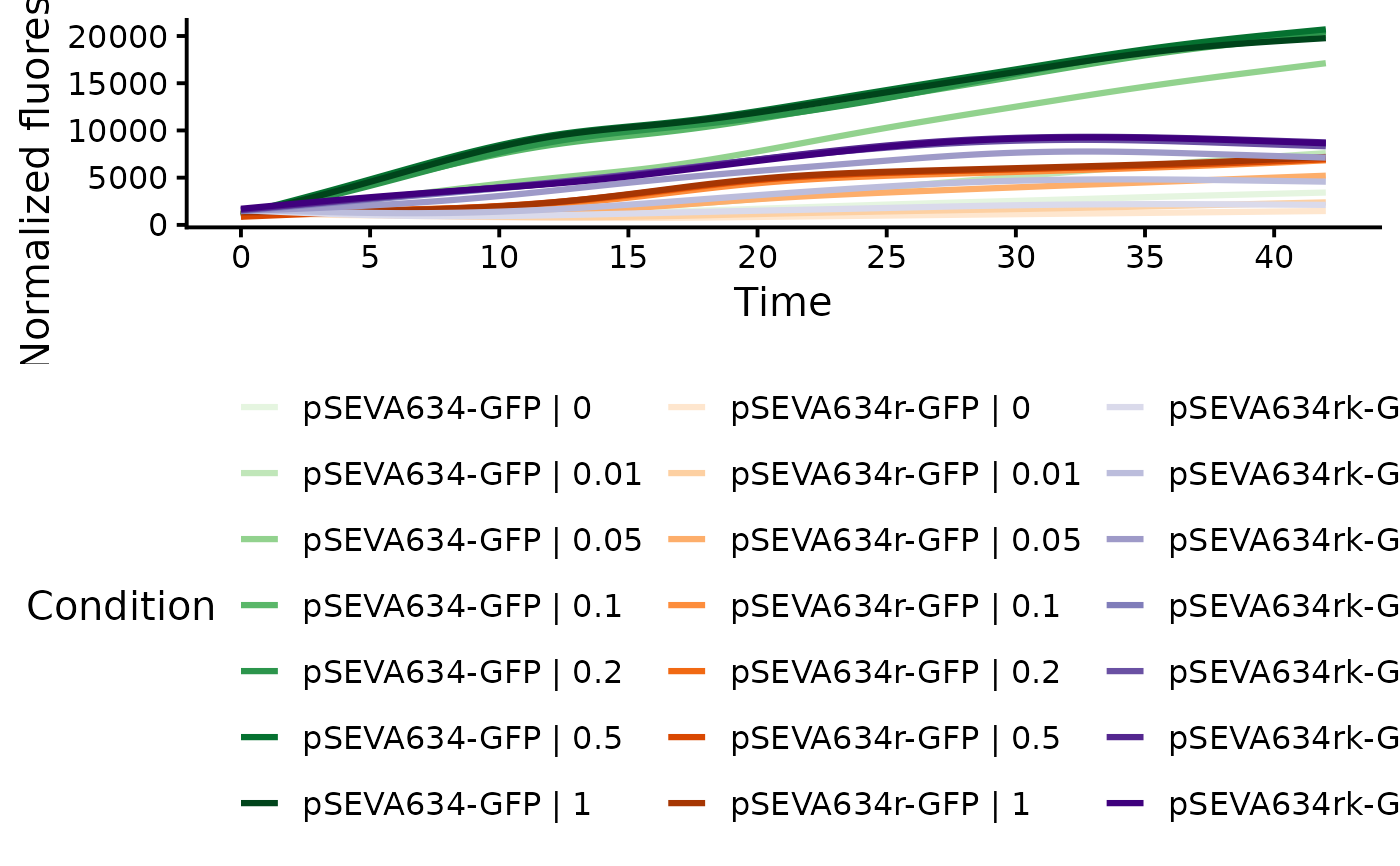 Normalized fluores
20000
15000
10000
5000
0
0 5 10 15 20 25 30 35 40
Time
Condition
pSEVA634-GFP | 0 pSEVA634r-GFP | 0 pSEVA634rk-G
pSEVA634-GFP | 0.01 pSEVA634r-GFP | 0.01 pSEVA634rk-G
pSEVA634-GFP | 0.05 pSEVA634r-GFP | 0.05 pSEVA634rk-G
pSEVA634-GFP | 0.1 pSEVA634r-GFP | 0.1 pSEVA634rk-G
pSEVA634-GFP | 0.2 pSEVA634r-GFP | 0.2 pSEVA634rk-G
pSEVA634-GFP | 0.5 pSEVA634r-GFP | 0.5 pSEVA634rk-G
pSEVA634-GFP | 1 pSEVA634r-GFP | 1 pSEVA634rk-G